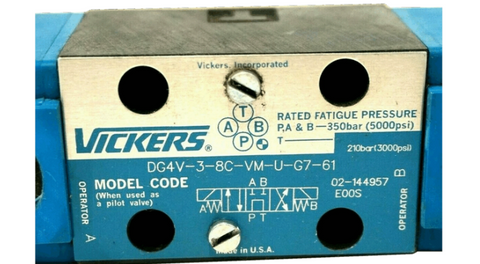 Vickers, Incorporated
T
A B
P
VICKERS®
RATED FATIGUE PRESSURE
P,A & B—350bar (5000psi)
T
210bar(3000psi)
DG4V-3-8C-VM-U-G7-61
MODEL CODE
(When used as
a pilot valve)
A B
P T
02-144957
E00S
OPERATOR A
OPERATOR B
Made in U.S.A.